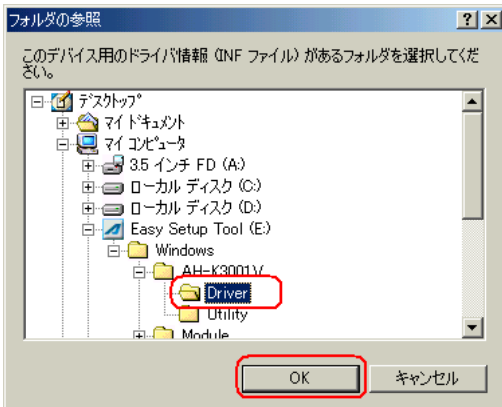 フォルダの参照
このデバイス用のドライバ情報 (INF ファイル) があるフォルダを選択してくだ
さい。
デスクトップ
マイ ドキュメント
マイ コンピュータ
3.5 インチ FD (A:)
ローカル ディスク (C:)
ローカル ディスク (D:)
Easy Setup Tool (E:)
Windows
AH-K3001V
Driver
Utility
Module
OK
キャンセル